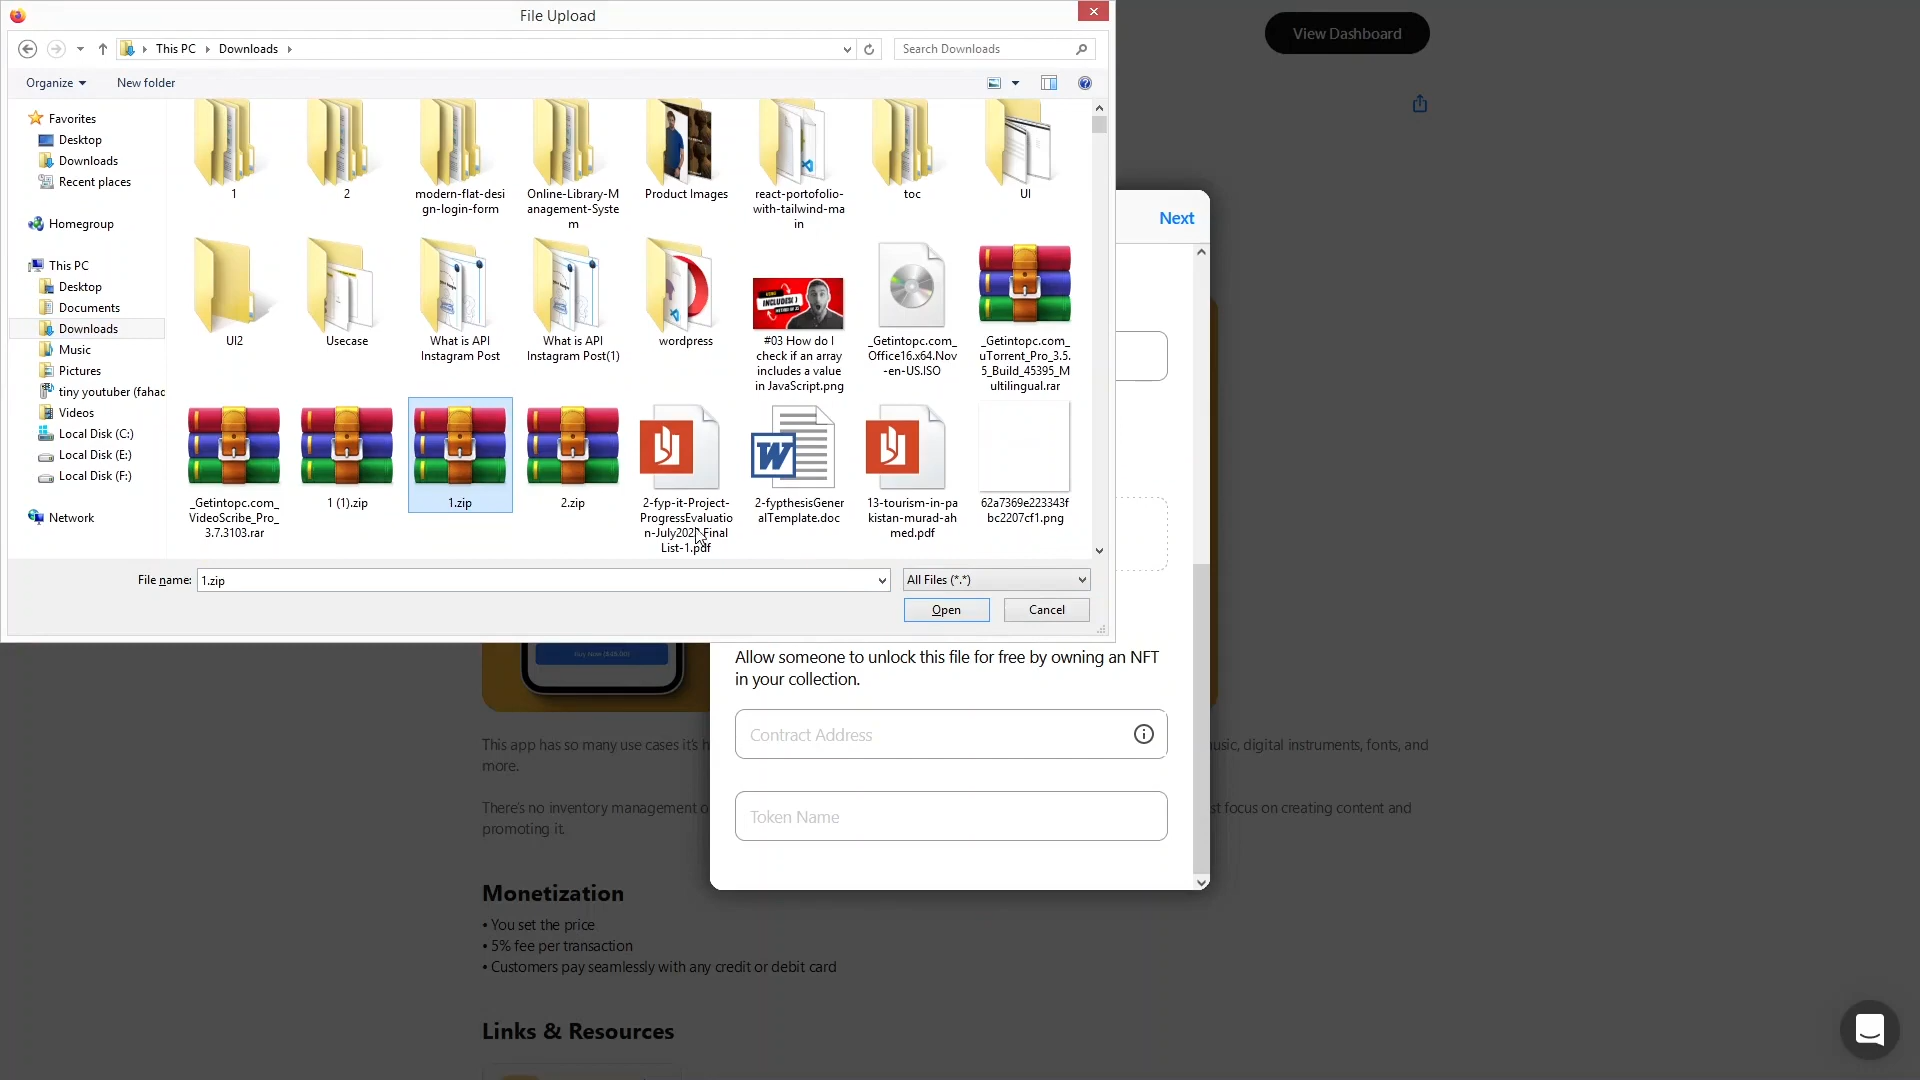 File Upload
This PC
Downloads
Search Downloads
Organize
New folder
Favorites
Desktop
Downloads
Recent places
Homegroup
This PC
Desktop
Documents
Downloads
Music
Pictures
tiny youtuber (fahad
Videos
Local Disk (C:)
Local Disk (E:)
Local Disk (F:)
Network
1
2
modern-flat-desi
gn-login-form
Online-Library-M
anagement-Syste
m
Product Images
react-portofolio-
with-tailwind-ma
in
toc
UI
UI2
Usecase
What is API
Instagram Post
What is API
Instagram Post(1)
wordpress
#03 How do I
check if an array
includes a value
in JavaScript.png
_Getintopc.com_
Office16.x64.Nov
-en-US.ISO
_Getintopc.com_
uTorrent_Pro_3.5.
5_Build_45395_M
ultilingual.rar
_Getintopc.com_
VideoScribe_Pro_
3.7.3103.rar
1 (1).zip
1.zip
2.zip
2-fyp-it-Project-
ProgressEvaluatio
List-1.pdf
2-fypthesisGener
alTemplate.doc
13-tourism-in-pa
kistan-murad-ah
med.pdf
62a7369e223343f
bc2207cf1.png
File name:
1.zip
All Files (*.*)
Open
Cancel
View Dashboard
Next
Allow someone to unlock this file for free by owning an NFT
in your collection.
Contract Address
Token Name
This app has so many use cases it's
music, digital instruments, fonts, and
more.
There's no inventory management
focus on creating content and
promoting it.
Monetization
• You set the price
• 5% fee per transaction
• Customers pay seamlessly with any credit or debit card
Links & Resources